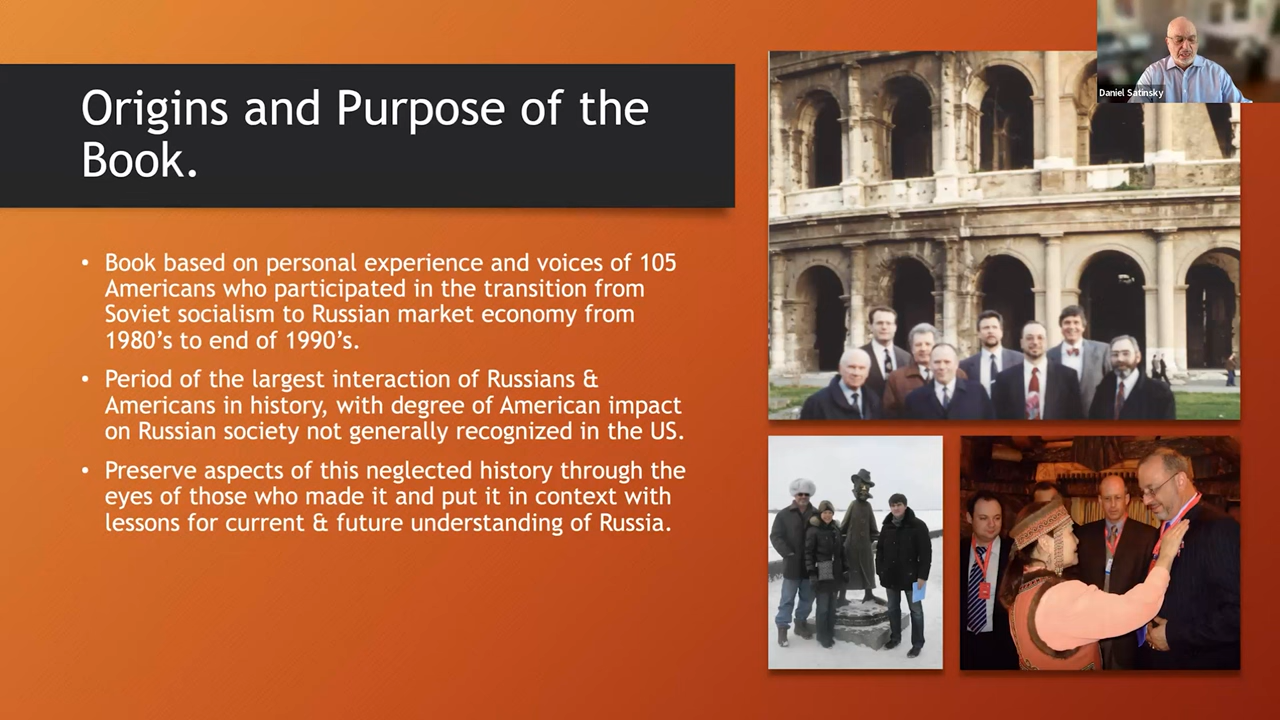 Origins and Purpose of the
Book.
• Book based on personal experience and voices of 105
Americans who participated in the transition from
Soviet socialism to Russian market economy from
1980’s to end of 1990’s.
• Period of the largest interaction of Russians &
Americans in history, with degree of American impact
on Russian society not generally recognized in the US.
• Preserve aspects of this neglected history through the
eyes of those who made it and put it in context with
lessons for current & future understanding of Russia.
Daniel Satinsky